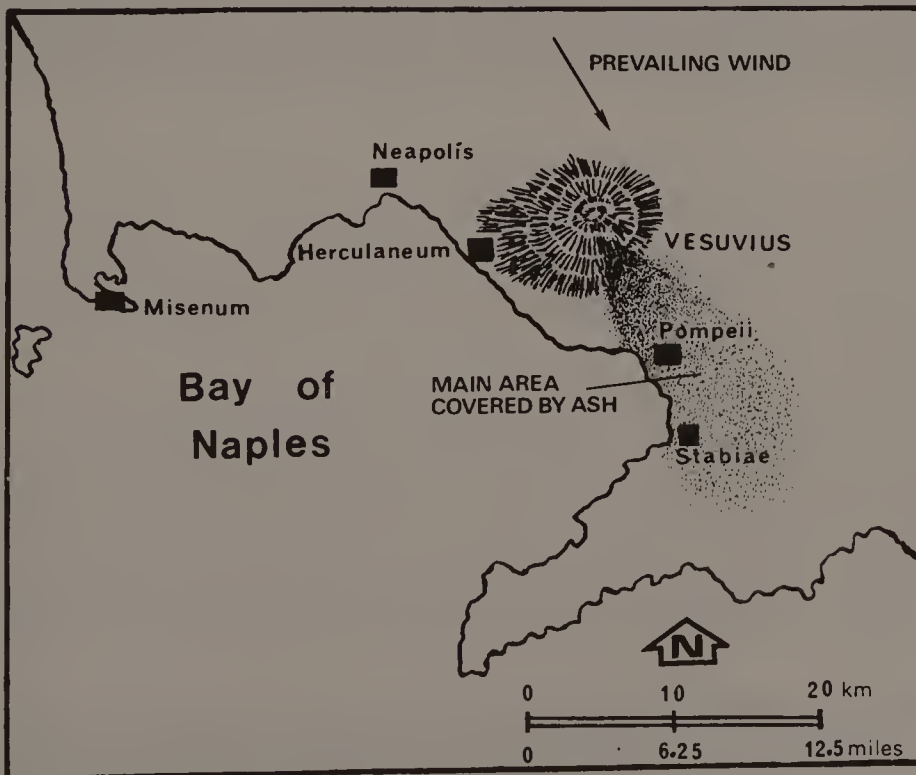 PREVAILING WIND
Neapolis
Herculaneum
VESUVIUS
Misenum
Pompeii
Bay of
Naples
MAIN AREA
COVERED BY ASH
Stabiae
N
0 10 20 km
0 6.25 12.5 miles